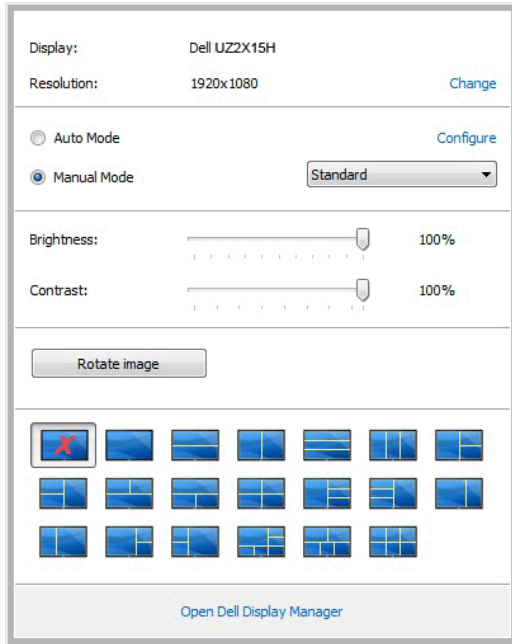 Display: Dell UZ2X15H
Resolution: 1920x1080 Change
Auto Mode Configure
Manual Mode Standard
Brightness: 100%
Contrast: 100%
Rotate image
X
Open Dell Display Manager